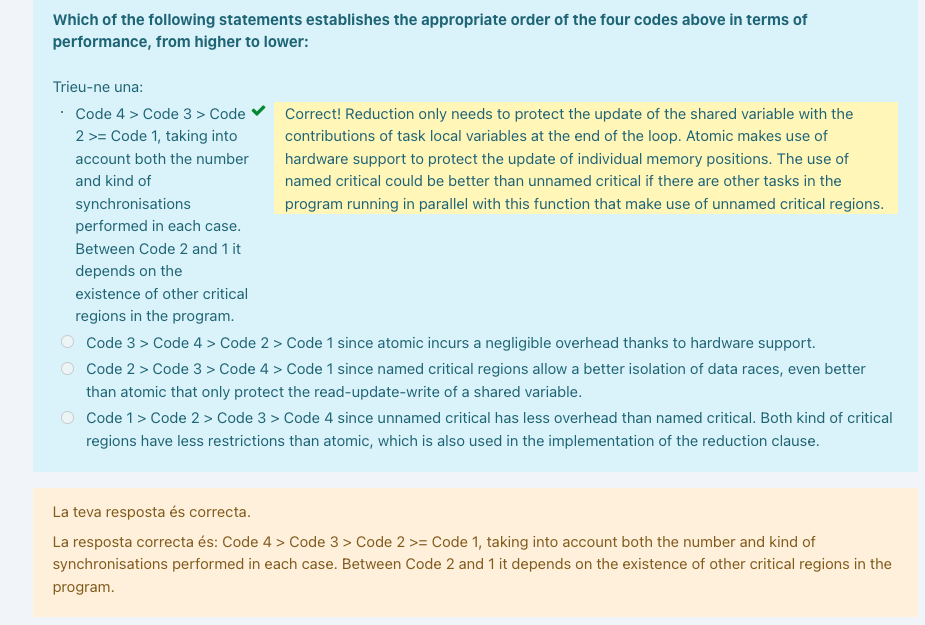 Which of the following statements establishes the appropriate order of the four codes above in terms of
performance, from higher to lower:
Trieu-ne una:
Code 4 > Code 3 > Code
2 >= Code 1, taking into
account both the number
and kind of
synchronisations
performed in each case.
Between Code 2 and 1 it
depends on the
existence of other critical
regions in the program.
Correct! Reduction only needs to protect the update of the shared variable with the
contributions of task local variables at the end of the loop. Atomic makes use of
hardware support to protect the update of individual memory positions. The use of
named critical could be better than unnamed critical if there are other tasks in the
program running in parallel with this function that make use of unnamed critical regions.
Code 3 > Code 4 > Code 2 > Code 1 since atomic incurs a negligible overhead thanks to hardware support.
Code 2 > Code 3 > Code 4 > Code 1 since named critical regions allow a better isolation of data races, even better
than atomic that only protect the read-update-write of a shared variable.
Code 1 > Code 2 > Code 3 > Code 4 since unnamed critical has less overhead than named critical. Both kind of critical
regions have less restrictions than atomic, which is also used in the implementation of the reduction clause.
La teva resposta és correcta.
La resposta correcta és: Code 4 > Code 3 > Code 2 >= Code 1, taking into account both the number and kind of
synchronisations performed in each case. Between Code 2 and 1 it depends on the existence of other critical regions in the
program.